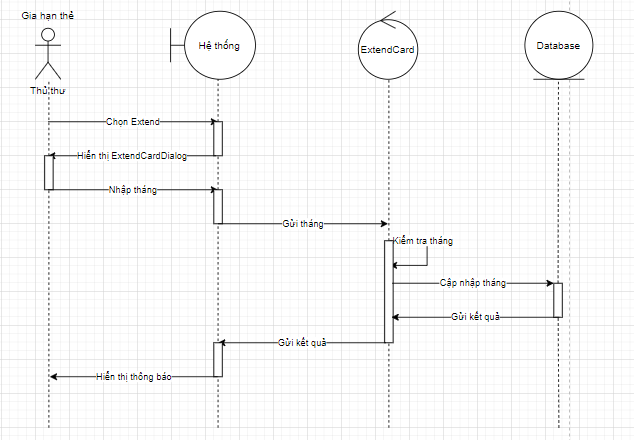 Gia hạn thẻ
Thủ thư
Hệ thống
ExtendCard
Database
Chọn Extend
Hiển thị ExtendCardDialog
Nhập tháng
Gửi tháng
Kiểm tra tháng
Cập nhập tháng
Gửi kết quả
Gửi kết quả
Hiển thị thông báo